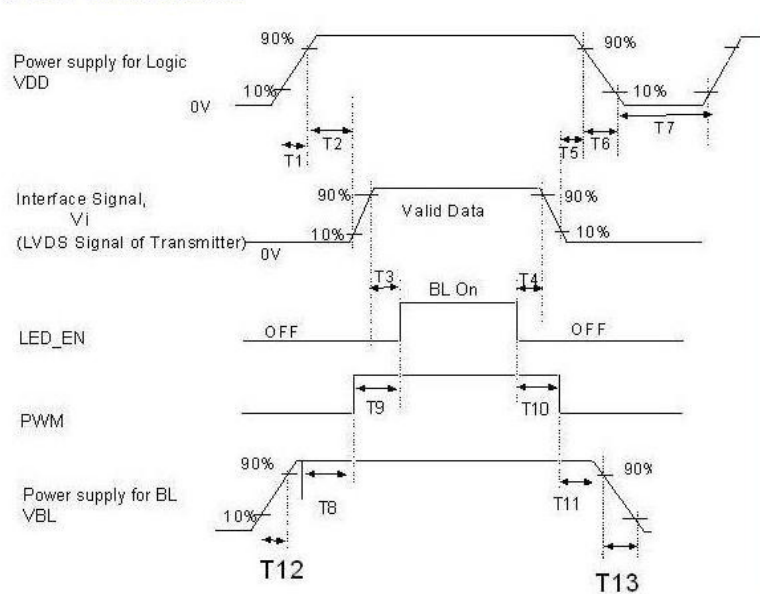 90%
90%
Power supply for Logic
VDD
10%
10%
0V
T2
T1
T5
T6
T7
Interface Signal,
Vi
(LVDS Signal of Transmitter)
90%
Valid Data
90%
10%
10%
0V
T3
T4
BL On
LED_EN
OFF
OFF
T9
T10
PWM
90%
90%
Power supply for BL
VBL
T8
T11
10%
T12
T13